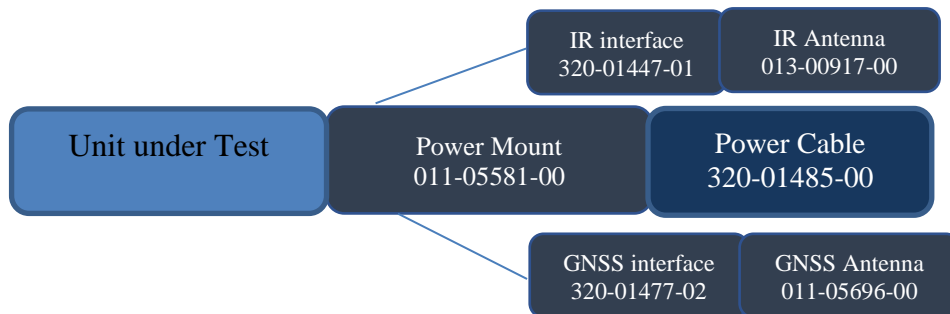 IR interface
320-01447-01
IR Antenna
013-00917-00
Unit under Test
Power Mount
011-05581-00
Power Cable
320-01485-00
GNSS interface
320-01477-02
GNSS Antenna
011-05696-00